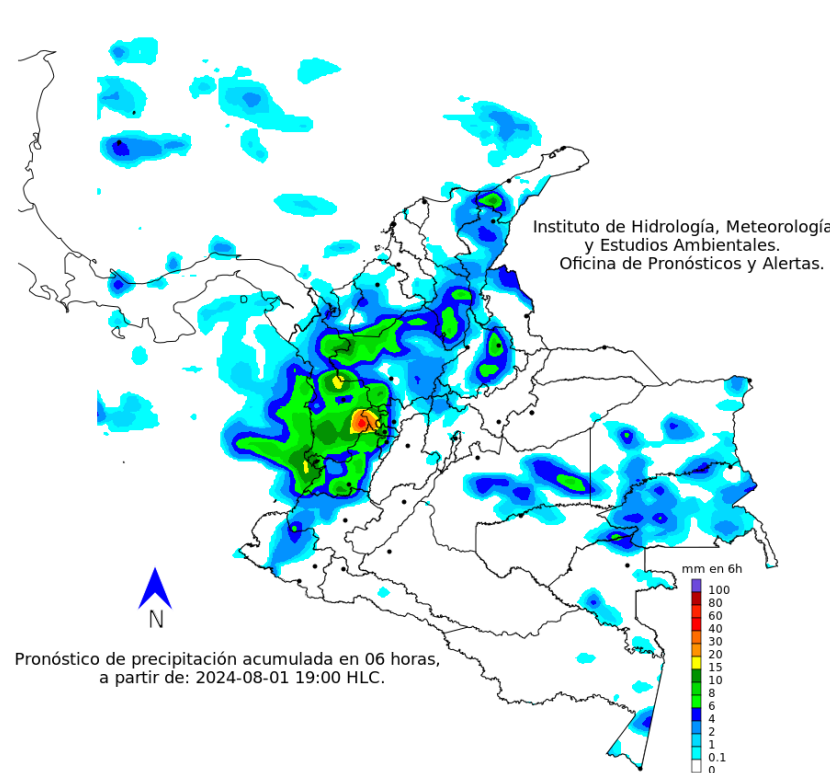 Instituto de Hidrología, Meteorología
y Estudios Ambientales.
Oficina de Pronósticos y Alertas.
mm en 6h
100
80
60
40
30
20
15
10
8
6
4
2
1
0.1
0
N
Pronóstico de precipitación acumulada en 06 horas,
a partir de: 2024-08-01 19:00 HLC.